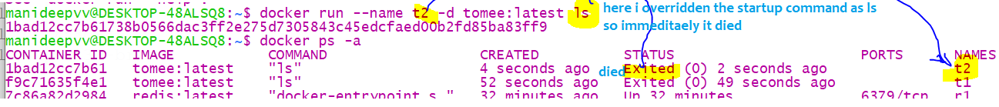 manideepvv@DESKTOP-48ALSQ8:~$ docker run --name t2 -d tomee:latest ls
here i overridden the startup command as ls
so immeditaely it died
1bad12cc7b61738b0566dac3ff2e275d7305843c45edcfaed00b2fd85ba83ff9
manideepvv@DESKTOP-48ALSQ8:~$ docker ps -a
CONTAINER ID IMAGE COMMAND CREATED STATUS PORTS NAMES
1bad12cc7b61 tomee:latest "ls" 4 seconds ago died Exited (0) 2 seconds ago t2
f9c71635f4e1 tomee:latest "ls" 52 seconds ago Exited (0) 49 seconds ago t1
7c86a82d2984 redis:latest "docker-entrypoint.s…" 32 minutes ago Up 32 minutes 6379/tcp r1